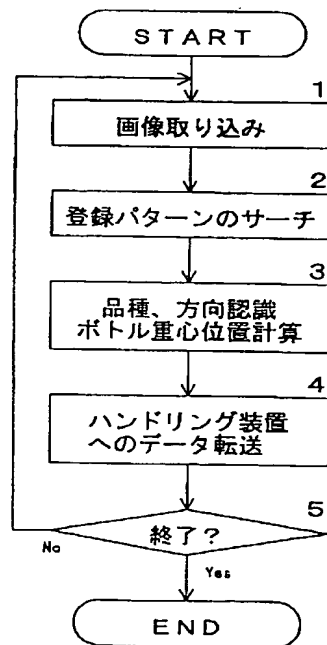 START
1
画像取り込み
2
登録パターンのサーチ
3
品種、方向認識
ボトル重心位置計算
4
ハンドリング装置
へのデータ転送
5
終了?
No
Yes
END